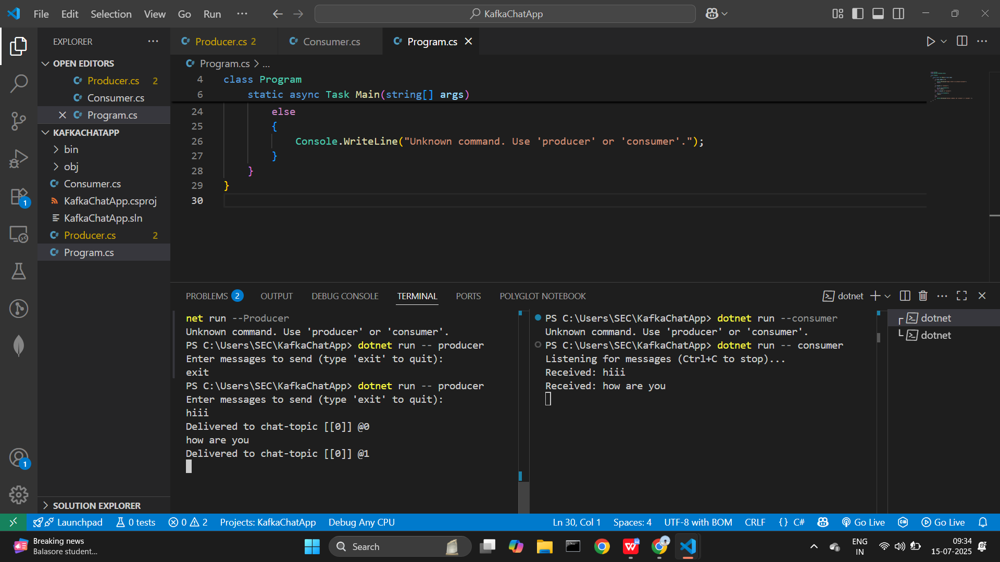 File Edit Selection View Go Run ···
KafkaChatApp
EXPLORER
OPEN EDITORS
Producer.cs 2
Consumer.cs
Program.cs
KAFKACHATAPP
bin
obj
Consumer.cs
KafkaChatApp.csproj
KafkaChatApp.sln
Producer.cs 2
Program.cs
SOLUTION EXPLORER
1
1
Producer.cs 2 Consumer.cs Program.cs
Program.cs > ...
4 class Program
6 static async Task Main(string[] args)
24 else
25 {
26 Console.WriteLine("Unknown command. Use 'producer' or 'consumer'.");
27 }
28 }
29 }
30
PROBLEMS 2 OUTPUT DEBUG CONSOLE TERMINAL PORTS POLYGLOT NOTEBOOK
dotnet
net run --Producer
Unknown command. Use 'producer' or 'consumer'.
PS C:\Users\SEC\KafkaChatApp> dotnet run -- producer
Enter messages to send (type 'exit' to quit):
exit
PS C:\Users\SEC\KafkaChatApp> dotnet run -- producer
Enter messages to send (type 'exit' to quit):
hiii
Delivered to chat-topic [[0]] @0
how are you
Delivered to chat-topic [[0]] @1
PS C:\Users\SEC\KafkaChatApp> dotnet run --consumer
Unknown command. Use 'producer' or 'consumer'.
PS C:\Users\SEC\KafkaChatApp> dotnet run -- consumer
Listening for messages (Ctrl+C to stop)...
Received: hiii
Received: how are you
dotnet
dotnet
Launchpad 0 tests 0 2 Projects: KafkaChatApp Debug Any CPU
Ln 30, Col 1 Spaces: 4 UTF-8 with BOM CRLF {} C# Go Live Go Live
Breaking news
Balasore student...
Search
ENG
IN
09:34
15-07-2025